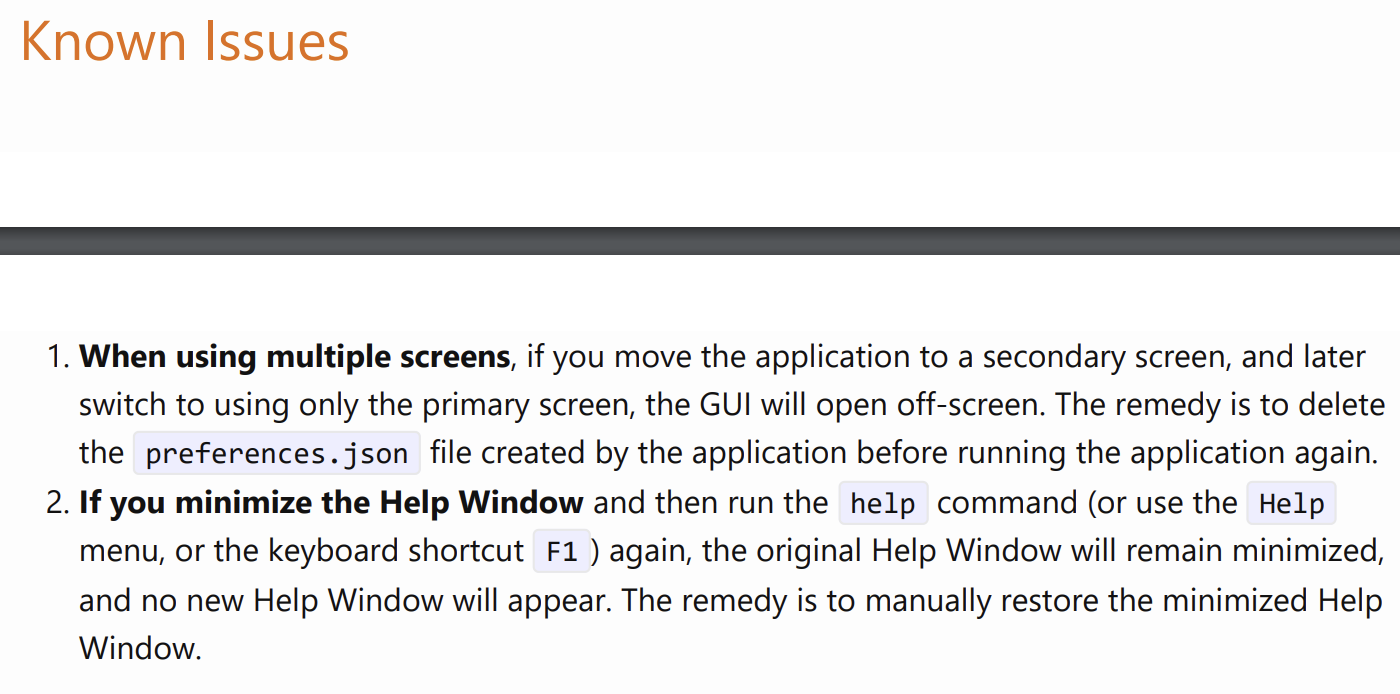 Known Issues
1. When using multiple screens, if you move the application to a secondary screen, and later
switch to using only the primary screen, the GUI will open off-screen. The remedy is to delete
the preferences.json file created by the application before running the application again.
2. If you minimize the Help Window and then run the help command (or use the Help
menu, or the keyboard shortcut F1) again, the original Help Window will remain minimized,
and no new Help Window will appear. The remedy is to manually restore the minimized Help
Window.